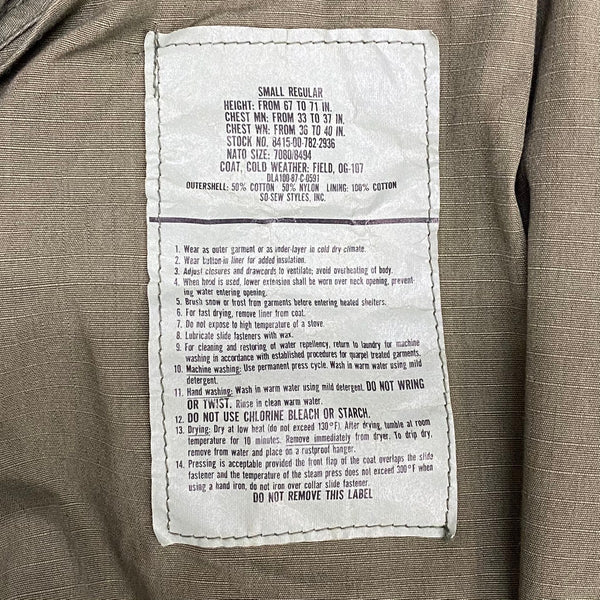 SMALL REGULAR
HEIGHT: FROM 67 TO 71 IN.
CHEST MN: FROM 33 TO 37 IN.
CHEST WN: FROM 36 TO 40 IN.
STOCK NO. 8415-00-782-2936
NATO SIZE: 7080/8494
COAT, COLD WEATHER: FIELD, OG-107
DLA100-87-C-0591
OUTERSHELL: 50% COTTON 50% NYLON LINING: 100% COTTON
SO-SEW STYLES, INC.
1. Wear as outer garment or as under-layer in cold dry climate.
2. Wear button-in liner for added insulation.
3. Adjust closures and drawcords to ventilate; avoid overheating of body.
4. When hood is used, lower extension shall be worn over neck opening, prevent-
ing water entering opening.
5. Brush snow or frost from garments before entering heated shelters.
6. For fast drying, remove liner from coat.
7. Do not expose to high temperature of a stove.
8. Lubricate slide fasteners with wax.
9. For cleaning and restoring of water repellency, return to laundry for machine
washing in accordance with established procedures for quarpel treated garments.
10. Machine washing: Use permanent press cycle. Wash in warm water using mild
detergent.
11. Hand washing: Wash in warm water using mild detergent. DO NOT WRING
OR TWIST. Rinse in clean warm water.
12. DO NOT USE CHLORINE BLEACH OR STARCH.
13. Drying: Dry at low heat (do not exceed 130°F). After drying, tumble at room
temperature for 10 minutes. Remove immediately from dryer. To drip dry,
remove from water and place on a rustproof hanger.
14. Pressing is acceptable provided the front flap of the coat overlaps the slide
fastener and the temperature of the steam press does not exceed 300°F when
using a hand iron, do not iron over collar slide fastener.
DO NOT REMOVE THIS LABEL